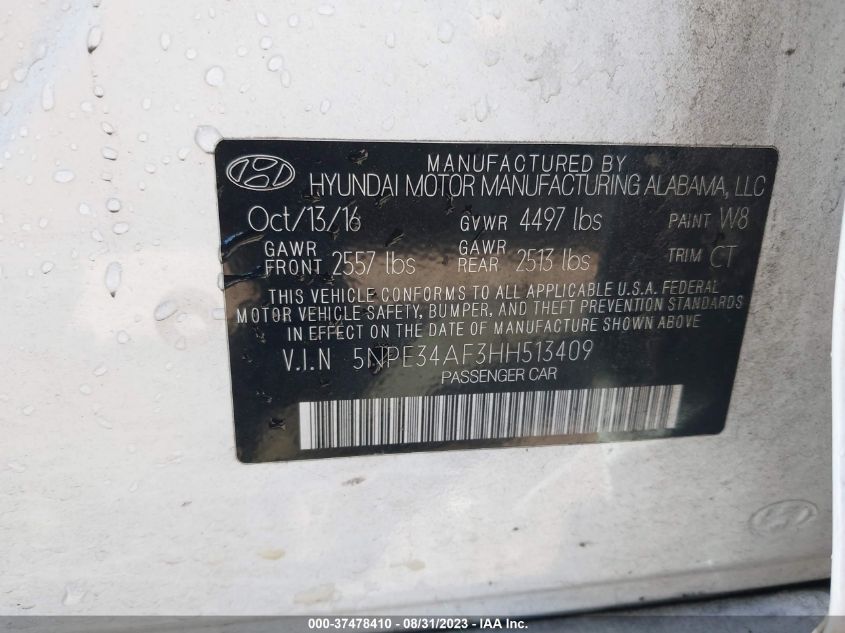 MANUFACTURED BY
HYUNDAI MOTOR MANUFACTURING ALABAMA, LLC
Oct/13/16 GVWR 4497 lbs PAINT W8
GAWR FRONT 2557 lbs GAWR REAR 2513 lbs TRIM CT
THIS VEHICLE CONFORMS TO ALL APPLICABLE U.S.A. FEDERAL
MOTOR VEHICLE SAFETY, BUMPER, AND THEFT PREVENTION STANDARDS
IN EFFECT ON THE DATE OF MANUFACTURE SHOWN ABOVE
V.I.N 5NPE34AF3HH513409
PASSENGER CAR
000-37478410 - 08/31/2023 - IAA Inc.